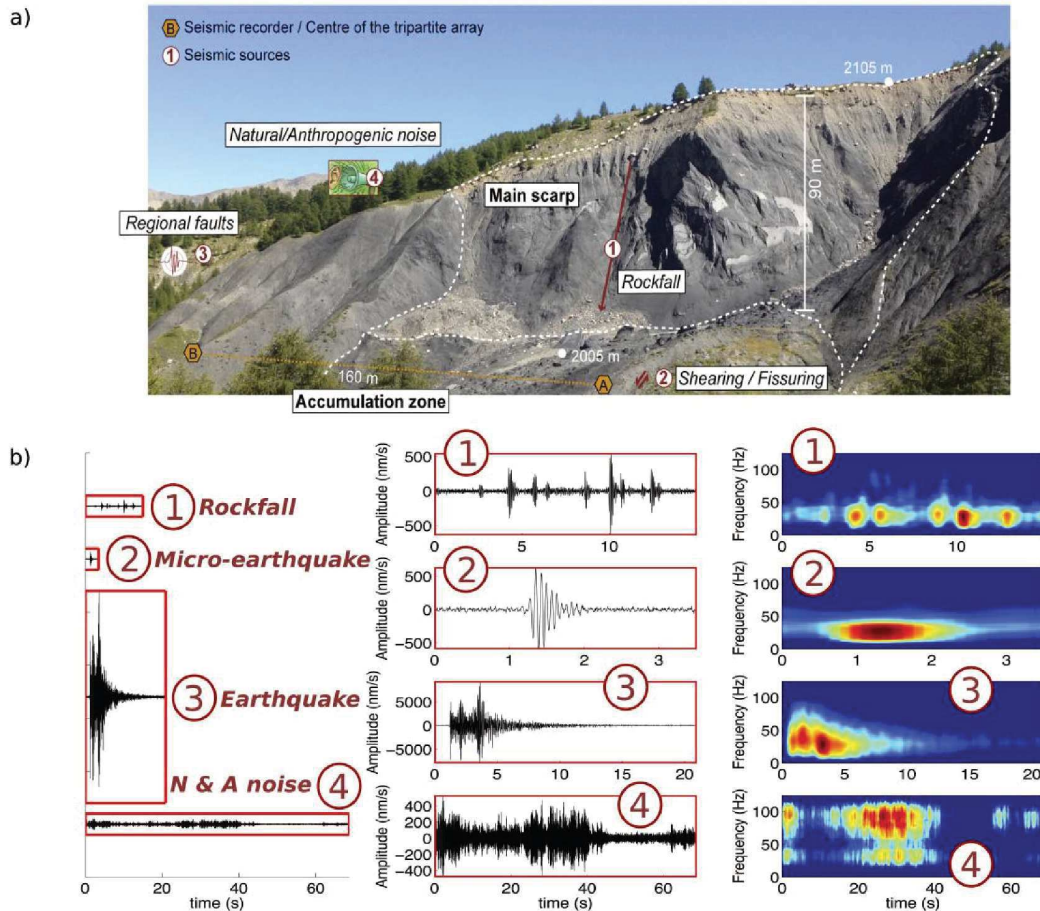 a)
B Seismic recorder / Centre of the tripartite array
1 Seismic sources
2105 m
Natural/Anthropogenic noise
4
Main scarp
90 m
Regional faults
3
1
Rockfall
B
2005 m
160 m
A
2 Shearing / Fissuring
Accumulation zone
b)
1 Rockfall
2 Micro-earthquake
3 Earthquake
N & A noise 4
0 20 40 60
time (s)
1
Amplitude (nm/s)
500
0
−500
0 5 10
2
Amplitude (nm/s)
500
0
−500
0 1 2 3
3
Amplitude (nm/s)
5000
0
−5000
0 5 10 15 20
4
Amplitude (nm/s)
400
200
0
−200
−400
0 20 40 60
time (s)
1
Frequency (Hz)
100
50
0
5 10
2
Frequency (Hz)
100
50
0
1 2 3
3
Frequency (Hz)
100
50
0
0 5 10 15 20
4
Frequency (Hz)
100
50
0
0 20 40 60
time (s)